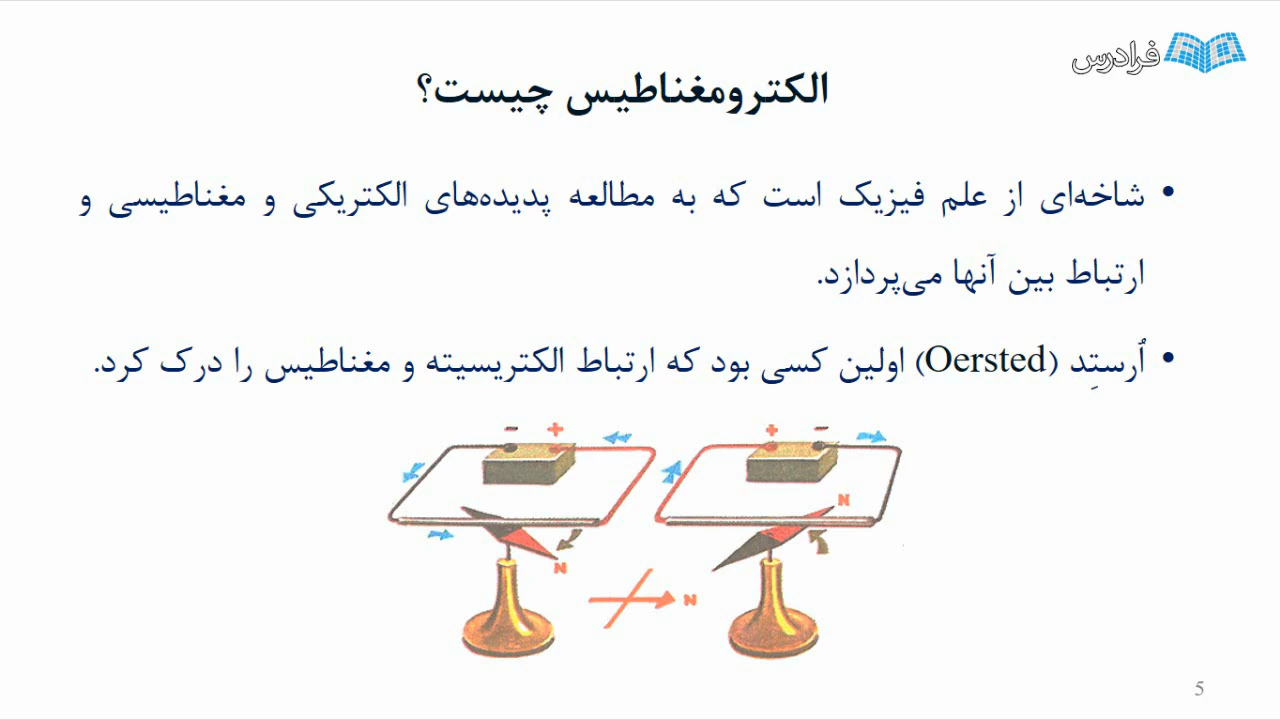 فرادرس
الکترومغناطیس چیست؟
• شاخه‌ای از علم فیزیک است که به مطالعه پدیده‌های الکتریکی و مغناطیسی و
ارتباط بین آنها می‌پردازد.
• اُرستِد (Oersted) اولین کسی بود که ارتباط الکتریسیته و مغناطیس را درک کرد.
- +
+ -
N
N
N
5